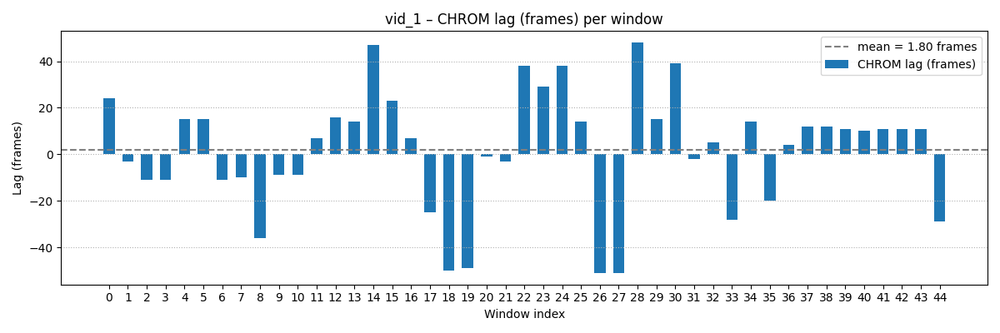 vid_1 – CHROM lag (frames) per window
mean = 1.80 frames
CHROM lag (frames)
Lag (frames)
40
20
0
−20
−40
0 1 2 3 4 5 6 7 8 9 10 11 12 13 14 15 16 17 18 19 20 21 22 23 24 25 26 27 28 29 30 31 32 33 34 35 36 37 38 39 40 41 42 43 44
Window index